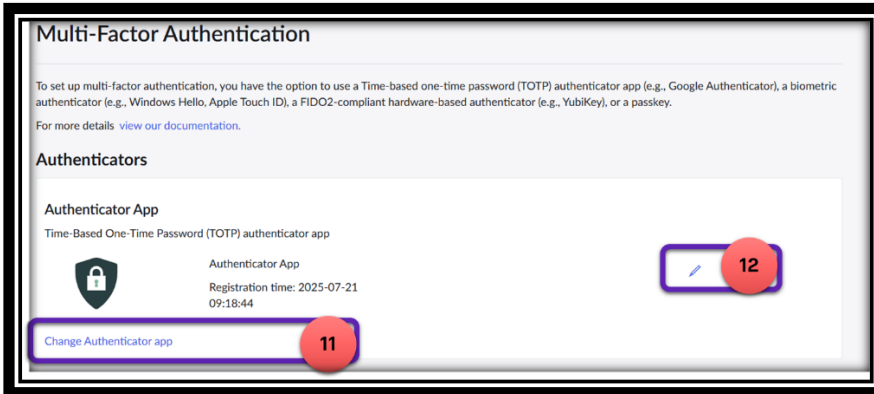 Multi-Factor Authentication
To set up multi-factor authentication, you have the option to use a Time-based one-time password (TOTP) authenticator app (e.g., Google Authenticator), a biometric
authenticator (e.g., Windows Hello, Apple Touch ID), a FIDO2-compliant hardware-based authenticator (e.g., YubiKey), or a passkey.
For more details view our documentation.
Authenticators
Authenticator App
Time-Based One-Time Password (TOTP) authenticator app
Authenticator App
12
Registration time: 2025-07-21
09:18:44
Change Authenticator app
11